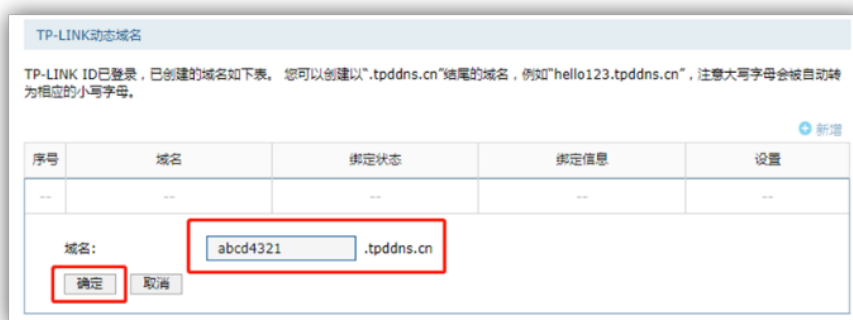 TP-LINK动态域名
TP-LINK ID已登录，已创建的域名如下表。 您可以创建以“.tpddns.cn”结尾的域名，例如“hello123.tpddns.cn”，注意大写字母会被自动转
为相应的小写字母。
新增
序号 域名 绑定状态 绑定信息 设置
-- -- -- -- --
域名: abcd4321 .tpddns.cn
确定 取消